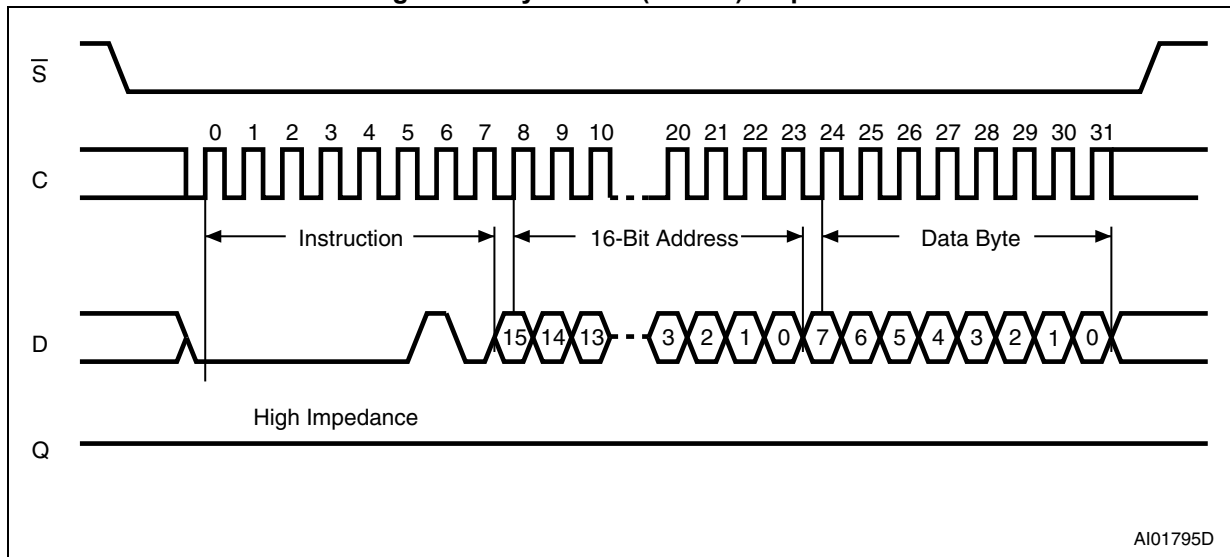 S
0 1 2 3 4 5 6 7 8 9 10 20 21 22 23 24 25 26 27 28 29 30 31
C
Instruction 16-Bit Address Data Byte
D 15 14 13 3 2 1 0 7 6 5 4 3 2 1 0
High Impedance
Q
AI01795D